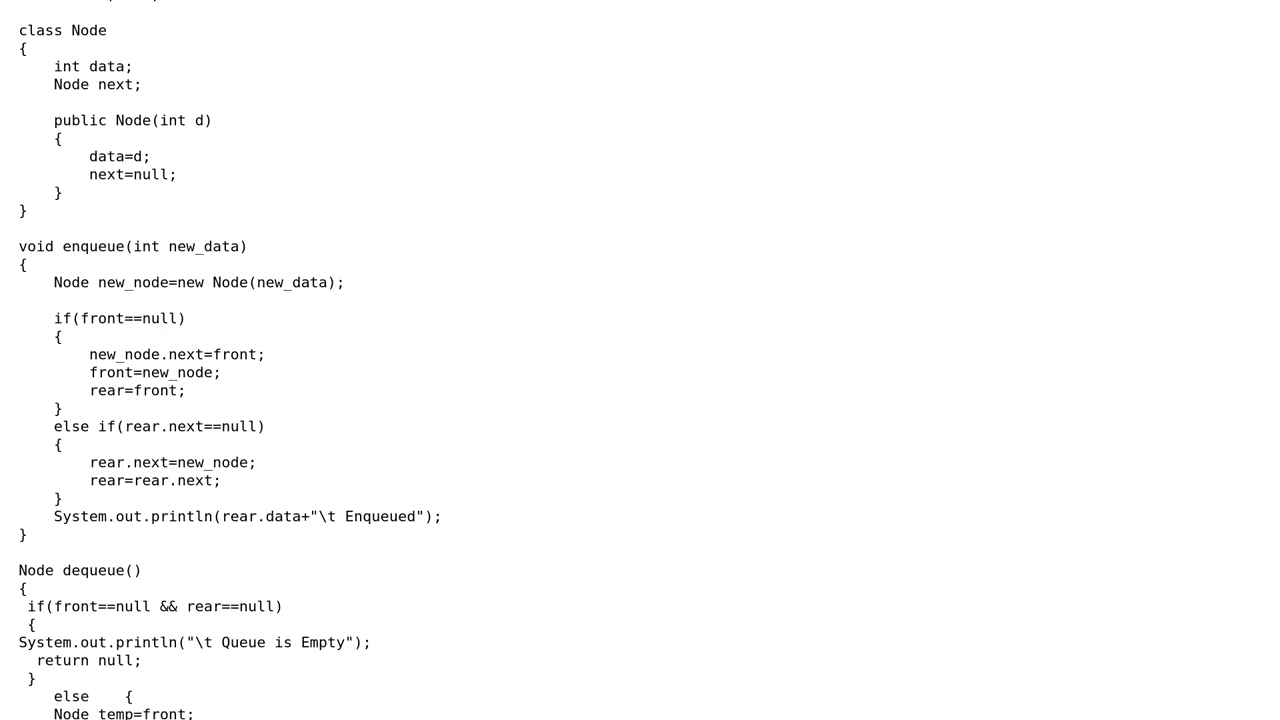 class Node
{
    int data;
    Node next;

    public Node(int d)
    {
        data=d;
        next=null;
    }
}

void enqueue(int new_data)
{
    Node new_node=new Node(new_data);

    if(front==null)
    {
        new_node.next=front;
        front=new_node;
        rear=front;
    }
    else if(rear.next==null)
    {
        rear.next=new_node;
        rear=rear.next;
    }
    System.out.println(rear.data+"\t Enqueued");
}

Node dequeue()
{
 if(front==null && rear==null)
 {
System.out.println("\t Queue is Empty");
  return null;
 }
    else    {
    Node temp=front;